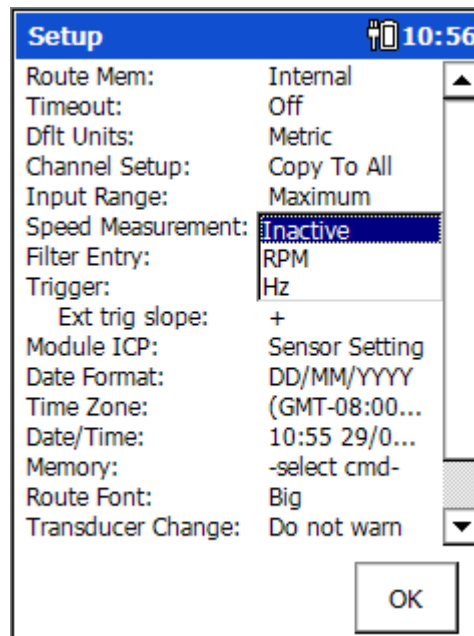 Setup 10:56
Route Mem: Internal
Timeout: Off
Dflt Units: Metric
Channel Setup: Copy To All
Input Range: Maximum
Speed Measurement: Inactive
Filter Entry: RPM
Trigger: Hz
Ext trig slope: +
Module ICP: Sensor Setting
Date Format: DD/MM/YYYY
Time Zone: (GMT-08:00...
Date/Time: 10:55 29/0...
Memory: -select cmd-
Route Font: Big
Transducer Change: Do not warn
OK